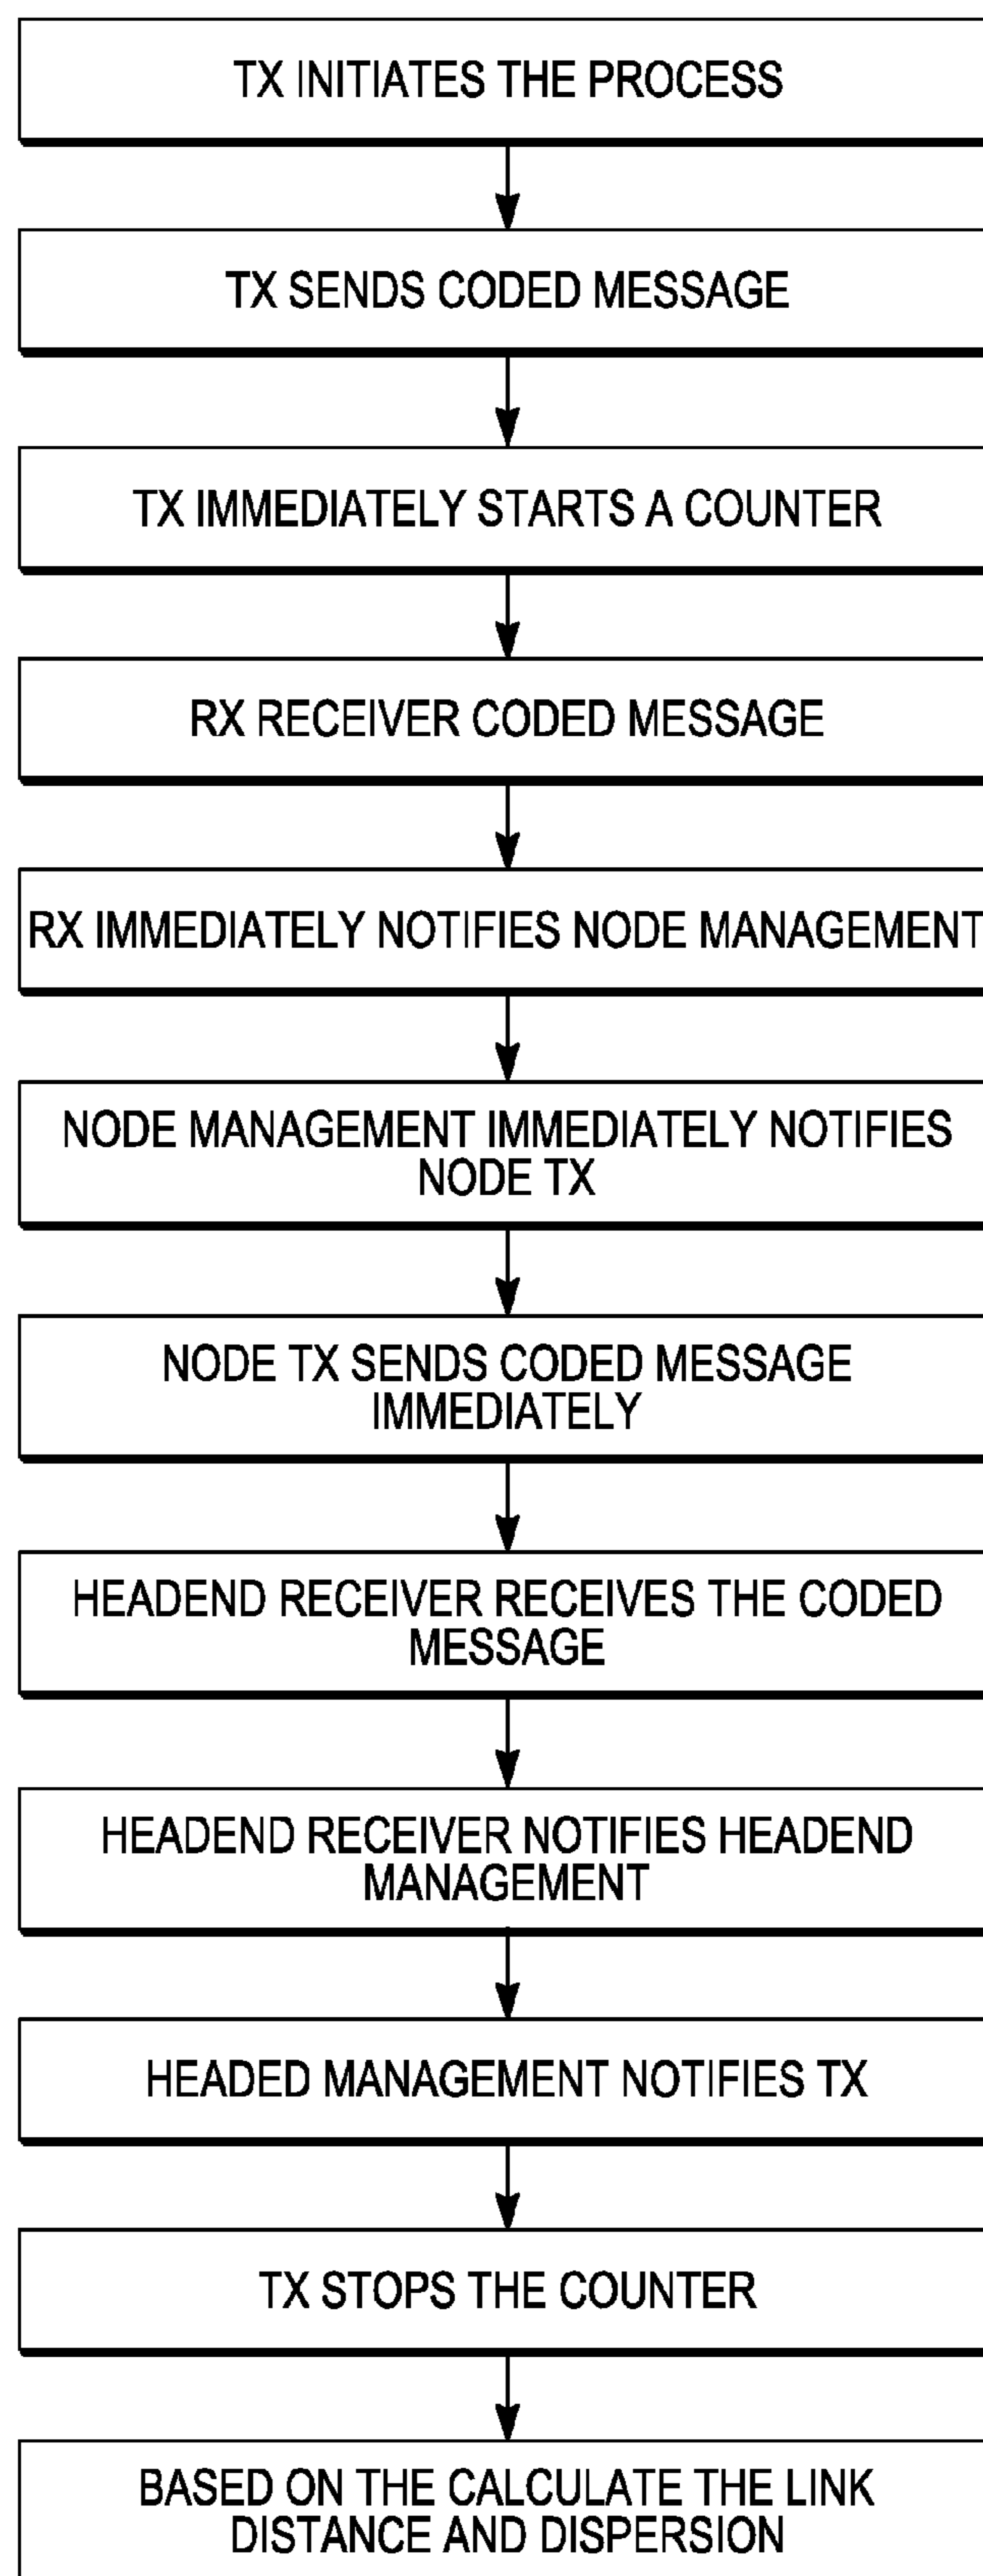 TX INITIATES THE PROCESS
TX SENDS CODED MESSAGE
TX IMMEDIATELY STARTS A COUNTER
RX RECEIVER CODED MESSAGE
RX IMMEDIATELY NOTIFIES NODE MANAGEMENT
NODE MANAGEMENT IMMEDIATELY NOTIFIES
NODE TX
NODE TX SENDS CODED MESSAGE
IMMEDIATELY
HEADEND RECEIVER RECEIVES THE CODED
MESSAGE
HEADEND RECEIVER NOTIFIES HEADEND
MANAGEMENT
HEADED MANAGEMENT NOTIFIES TX
TX STOPS THE COUNTER
BASED ON THE CALCULATE THE LINK
DISTANCE AND DISPERSION